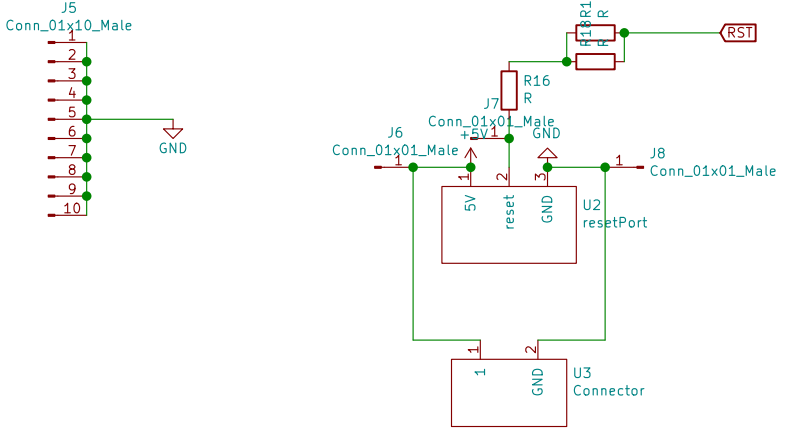 J5
Conn_01x10_Male
1
2
3
4
5
6
7
8
9
10
GND
R1
R
R18
R
RST
R16
R
J7
Conn_01x01_Male
1
+5V
GND
J6
Conn_01x01_Male
1
J8
Conn_01x01_Male
1
1
2
3
5V
reset
GND
U2
resetPort
1
2
1
GND
U3
Connector